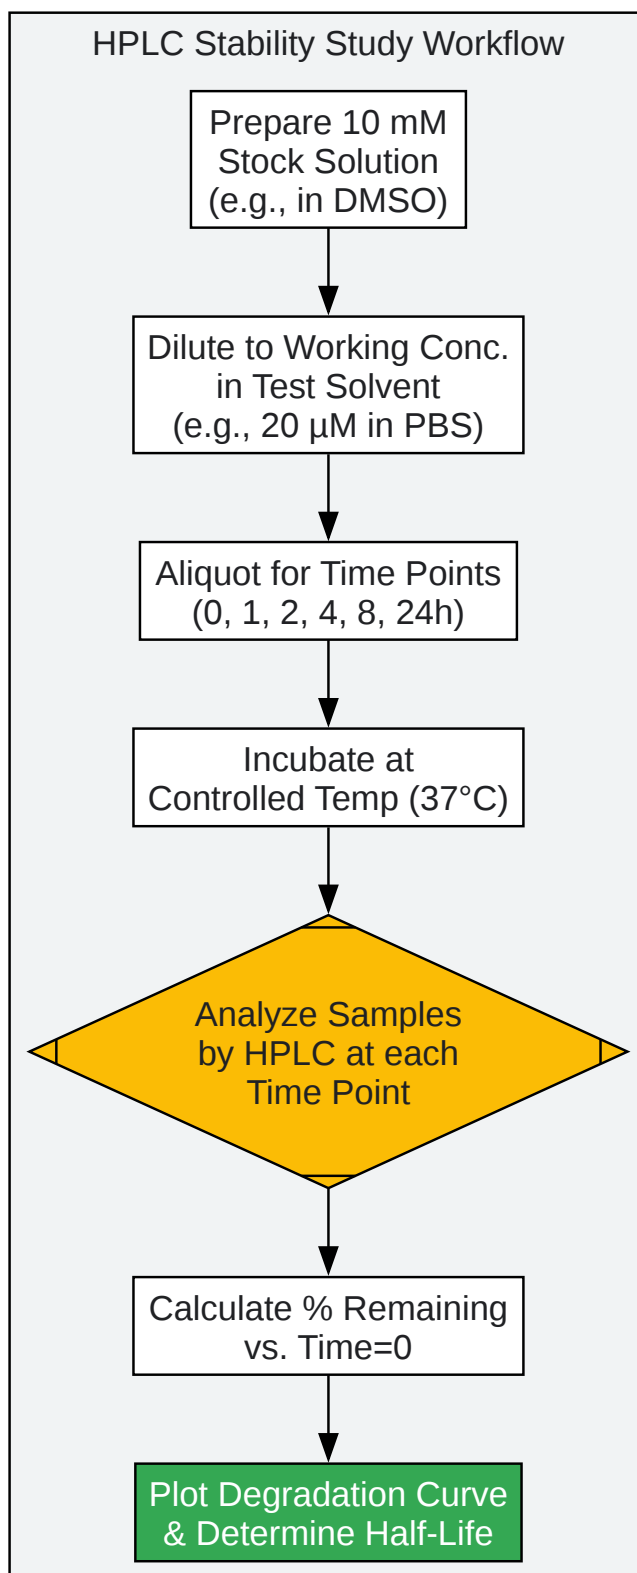 HPLC Stability Study Workflow
Prepare 10 mM
Stock Solution
(e.g., in DMSO)
Dilute to Working Conc.
in Test Solvent
(e.g., 20 µM in PBS)
Aliquot for Time Points
(0, 1, 2, 4, 8, 24h)
Incubate at
Controlled Temp (37°C)
Analyze Samples
by HPLC at each
Time Point
Calculate % Remaining
vs. Time=0
Plot Degradation Curve
& Determine Half-Life